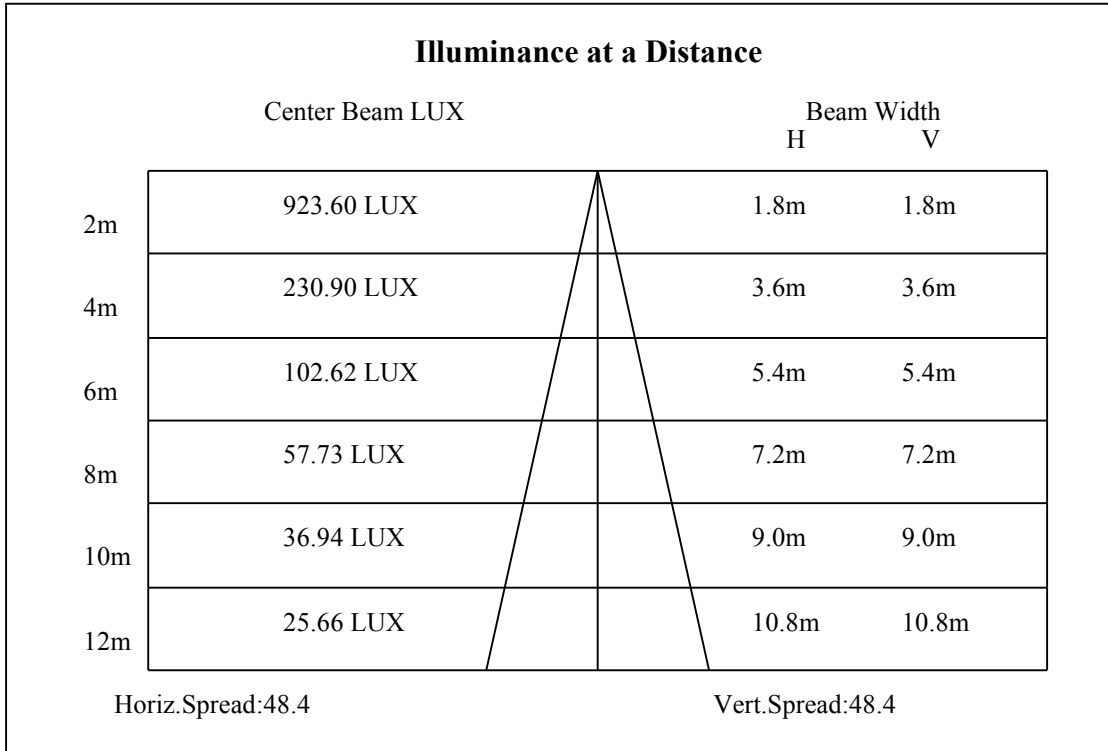 Illuminance at a Distance
Center Beam LUX Beam Width
H V
2m 923.60 LUX 1.8m 1.8m
4m 230.90 LUX 3.6m 3.6m
6m 102.62 LUX 5.4m 5.4m
8m 57.73 LUX 7.2m 7.2m
10m 36.94 LUX 9.0m 9.0m
12m 25.66 LUX 10.8m 10.8m
Horiz.Spread:48.4 Vert.Spread:48.4